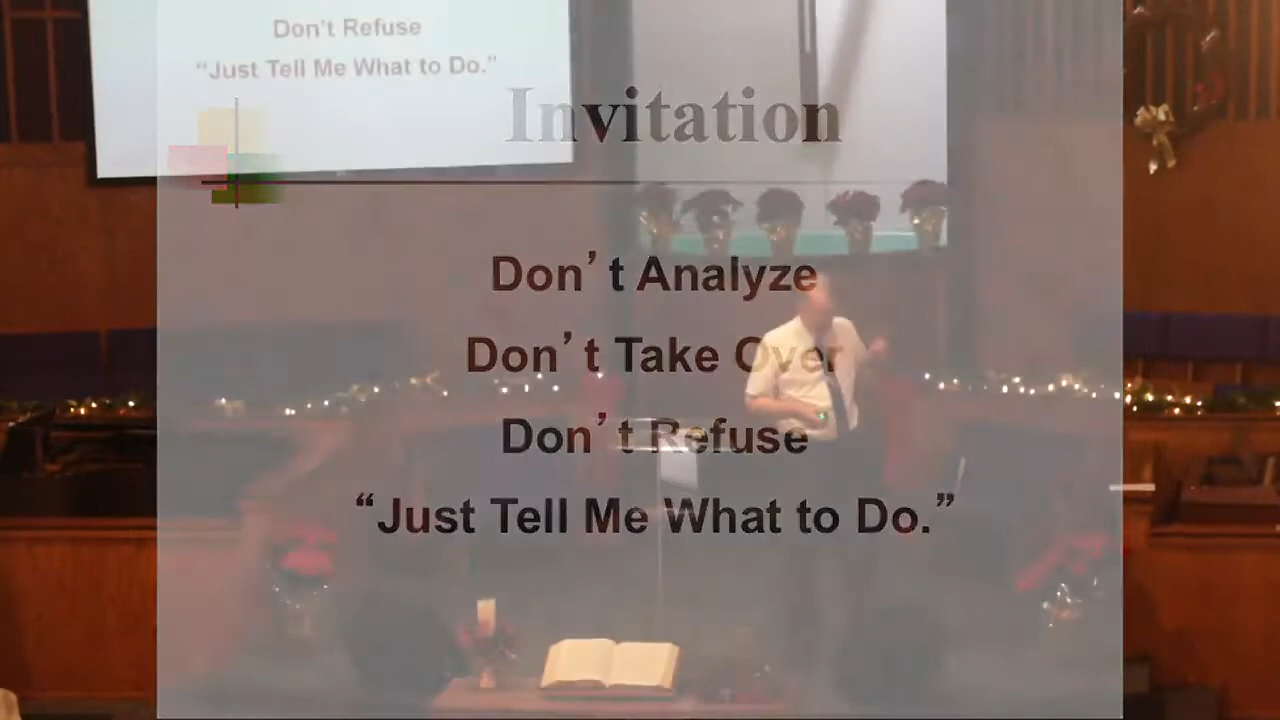 Don't Refuse
“Just Tell Me What to Do.”
Invitation
Don’t Analyze
Don’t Take Over
Don’t Refuse
“Just Tell Me What to Do.”